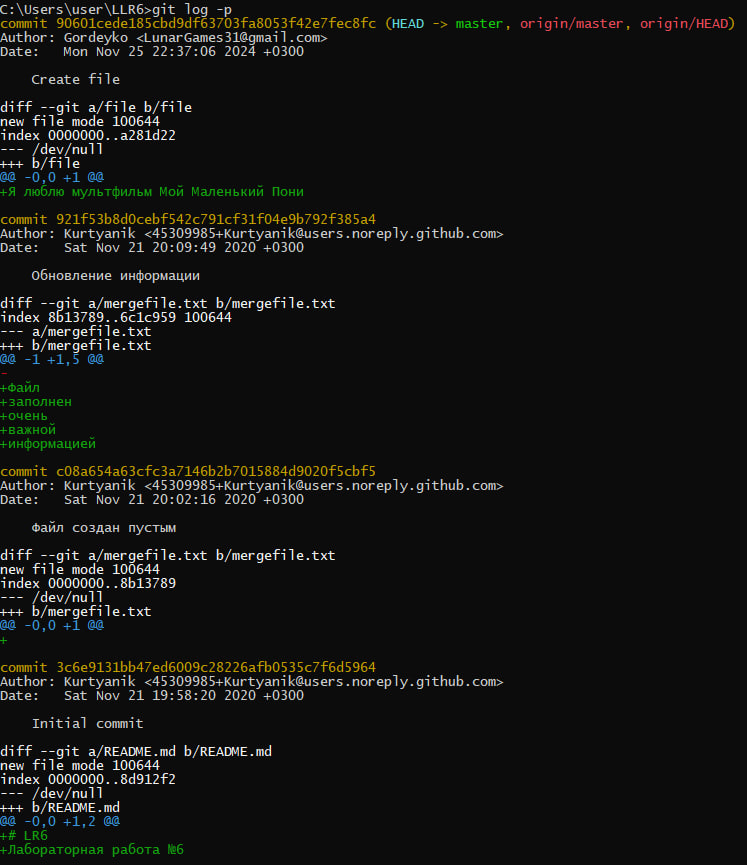 C:\Users\user\LLR6>git log -p
commit 90601cede185cbd9df63703fa8053f42e7fec8fc (HEAD -> master, origin/master, origin/HEAD)
Author: Gordeyko <LunarGames31@gmail.com>
Date:   Mon Nov 25 22:37:06 2024 +0300
Create file
diff --git a/file b/file
new file mode 100644
index 0000000..a281d22
--- /dev/null
+++ b/file
@@ -0,0 +1 @@
+Я люблю мультфильм Мой Маленький Пони
commit 921f53b8d0cebf542c791cf31f04e9b792f385a4
Author: Kurtyanik <45309985+Kurtyanik@users.noreply.github.com>
Date:   Sat Nov 21 20:09:49 2020 +0300
Обновление информации
diff --git a/mergefile.txt b/mergefile.txt
index 8b13789..6c1c959 100644
--- a/mergefile.txt
+++ b/mergefile.txt
@@ -1 +1,5 @@
-
+Файл
+заполнен
+очень
+важной
+информацией
commit c08a654a63cfc3a7146b2b7015884d9020f5cbf5
Author: Kurtyanik <45309985+Kurtyanik@users.noreply.github.com>
Date:   Sat Nov 21 20:02:16 2020 +0300
Файл создан пустым
diff --git a/mergefile.txt b/mergefile.txt
new file mode 100644
index 0000000..8b13789
--- /dev/null
+++ b/mergefile.txt
@@ -0,0 +1 @@
+
commit 3c6e9131bb47ed6009c28226afb0535c7f6d5964
Author: Kurtyanik <45309985+Kurtyanik@users.noreply.github.com>
Date:   Sat Nov 21 19:58:20 2020 +0300
Initial commit
diff --git a/README.md b/README.md
new file mode 100644
index 0000000..8d912f2
--- /dev/null
+++ b/README.md
@@ -0,0 +1,2 @@
+# LR6
+Лабораторная работа №6